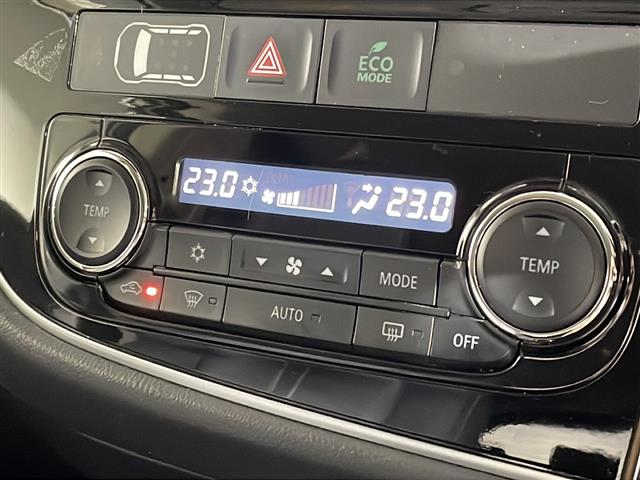 ECO
MODE
23.0 23.0
TEMP
TEMP
MODE
AUTO
OFF